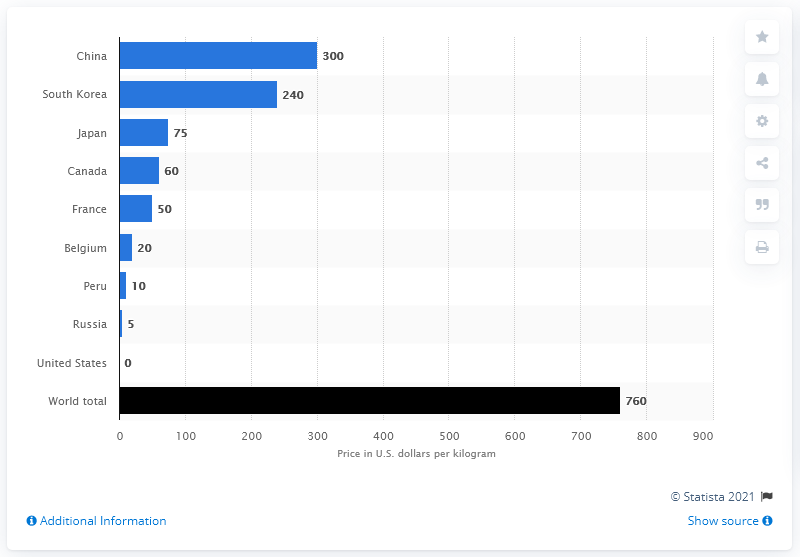 China 300
South Korea 240
Japan 75
Canada 60
France 50
Belgium 20
Peru 10
Russia 5
United States 0
World total 760
0 100 200 300 400 500 600 700 800 900
Price in U.S. dollars per kilogram
© Statista 2021
Additional Information Show source